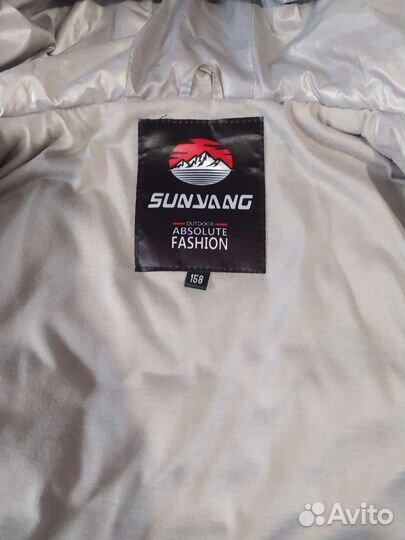 SUNYANG
OUTDOOR
ABSOLUTE
FASHION
158
Avito